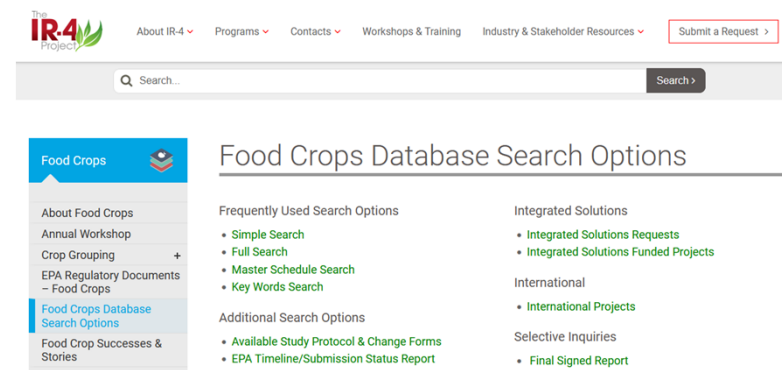 The
IR-4
Project
About IR-4
Programs
Contacts
Workshops & Training
Industry & Stakeholder Resources
Submit a Request >
Search...
Search >
Food Crops
About Food Crops
Annual Workshop
Crop Grouping +
EPA Regulatory Documents
– Food Crops
Food Crops Database
Search Options
Food Crop Successes &
Stories
Food Crops Database Search Options
Frequently Used Search Options
• Simple Search
• Full Search
• Master Schedule Search
• Key Words Search
Additional Search Options
• Available Study Protocol & Change Forms
• EPA Timeline/Submission Status Report
Integrated Solutions
• Integrated Solutions Requests
• Integrated Solutions Funded Projects
International
• International Projects
Selective Inquiries
• Final Signed Report